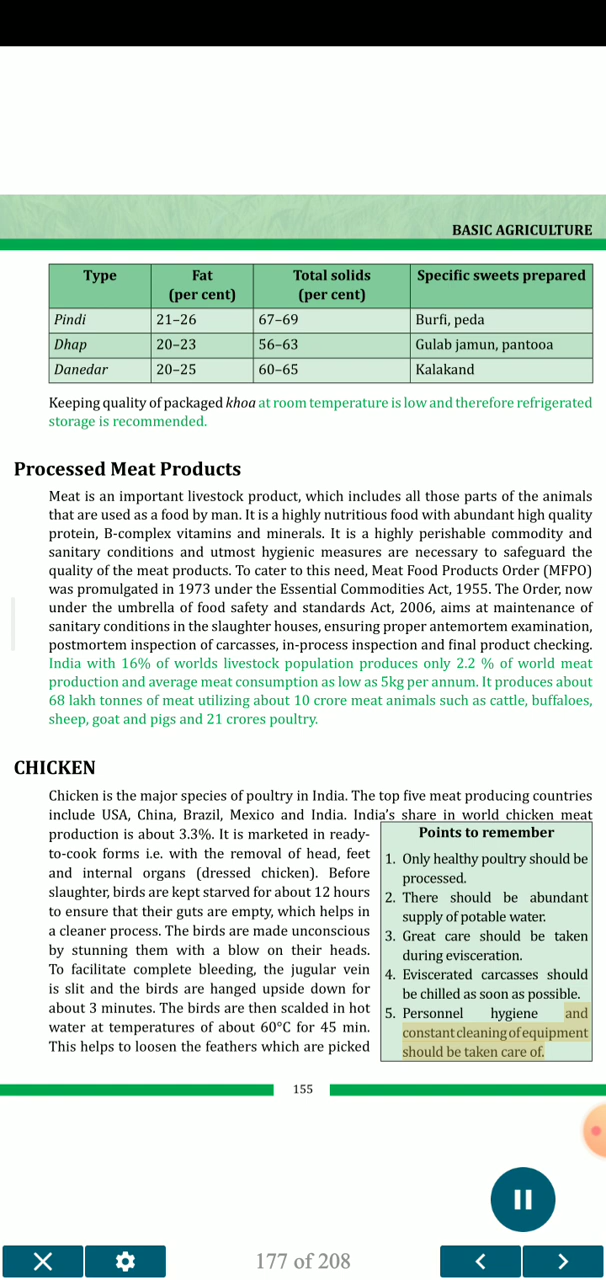 BASIC AGRICULTURE
Type Fat (per cent) Total solids (per cent) Specific sweets prepared
Pindi 21–26 67–69 Burfi, peda
Dhap 20–23 56–63 Gulab jamun, pantooa
Danedar 20–25 60–65 Kalakand
Keeping quality of packaged khoa at room temperature is low and therefore refrigerated
storage is recommended.
Processed Meat Products
Meat is an important livestock product, which includes all those parts of the animals
that are used as a food by man. It is a highly nutritious food with abundant high quality
protein, B-complex vitamins and minerals. It is a highly perishable commodity and
sanitary conditions and utmost hygienic measures are necessary to safeguard the
quality of the meat products. To cater to this need, Meat Food Products Order (MFPO)
was promulgated in 1973 under the Essential Commodities Act, 1955. The Order, now
under the umbrella of food safety and standards Act, 2006, aims at maintenance of
sanitary conditions in the slaughter houses, ensuring proper antemortem examination,
postmortem inspection of carcasses, in-process inspection and final product checking.
India with 16% of worlds livestock population produces only 2.2 % of world meat
production and average meat consumption as low as 5kg per annum. It produces about
68 lakh tonnes of meat utilizing about 10 crore meat animals such as cattle, buffaloes,
sheep, goat and pigs and 21 crores poultry.
CHICKEN
Chicken is the major species of poultry in India. The top five meat producing countries
include USA, China, Brazil, Mexico and India. India's share in world chicken meat
production is about 3.3%. It is marketed in ready-
to-cook forms i.e. with the removal of head, feet
and internal organs (dressed chicken). Before
slaughter, birds are kept starved for about 12 hours
to ensure that their guts are empty, which helps in
a cleaner process. The birds are made unconscious
by stunning them with a blow on their heads.
To facilitate complete bleeding, the jugular vein
is slit and the birds are hanged upside down for
about 3 minutes. The birds are then scalded in hot
water at temperatures of about 60°C for 45 min.
This helps to loosen the feathers which are picked
Points to remember
1. Only healthy poultry should be
processed.
2. There should be abundant
supply of potable water.
3. Great care should be taken
during evisceration.
4. Eviscerated carcasses should
be chilled as soon as possible.
5. Personnel hygiene and
constant cleaning of equipment
should be taken care of.
155
177 of 208